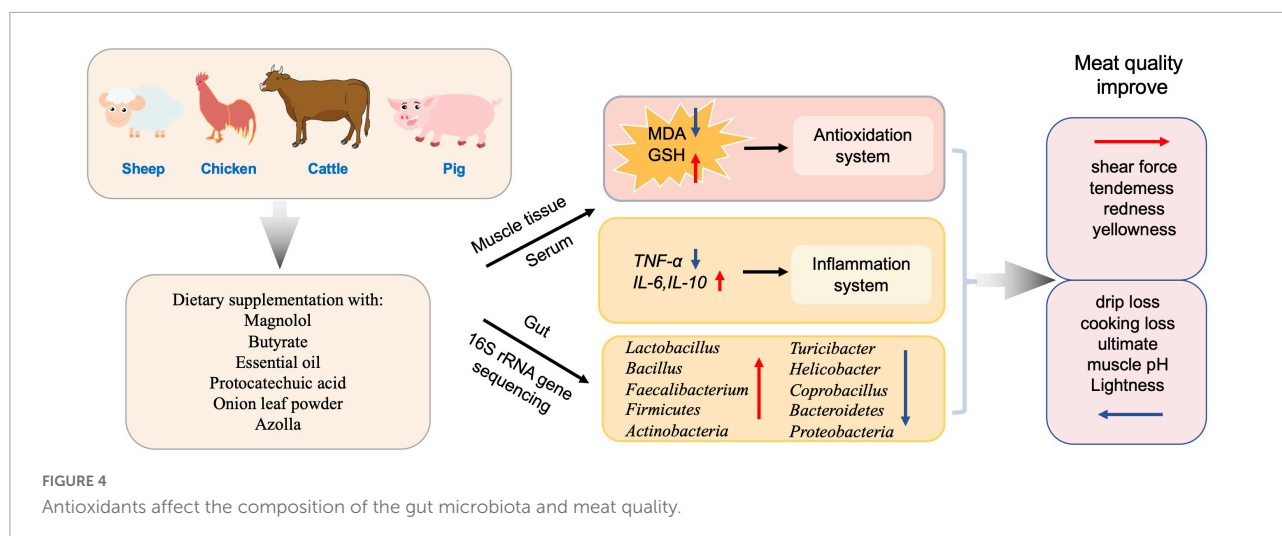 Sheep
Chicken
Cattle
Pig
Dietary supplementation with:
Magnolol
Butyrate
Essential oil
Protocatechuic acid
Onion leaf powder
Azolla
Muscle tissue
Serum
Gut
16S rRNA gene
sequencing
MDA
GSH
Antioxidation
system
TNF-α
IL-6,IL-10
Inflammation
system
Lactobacillus
Bacillus
Faecalibacterium
Firmicutes
Actinobacteria
Turicibacter
Helicobacter
Coprobacillus
Bacteroidetes
Proteobacteria
Meat quality
improve
shear force
tendemess
redness
yellowness
drip loss
cooking loss
ultimate
muscle pH
Lightness
FIGURE 4
Antioxidants affect the composition of the gut microbiota and meat quality.